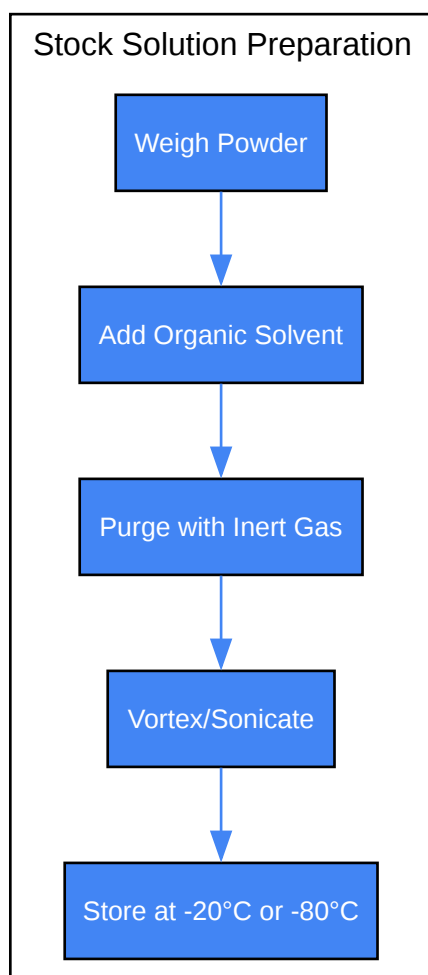 Stock Solution Preparation
Weigh Powder
Add Organic Solvent
Purge with Inert Gas
Vortex/Sonicate
Store at -20°C or -80°C